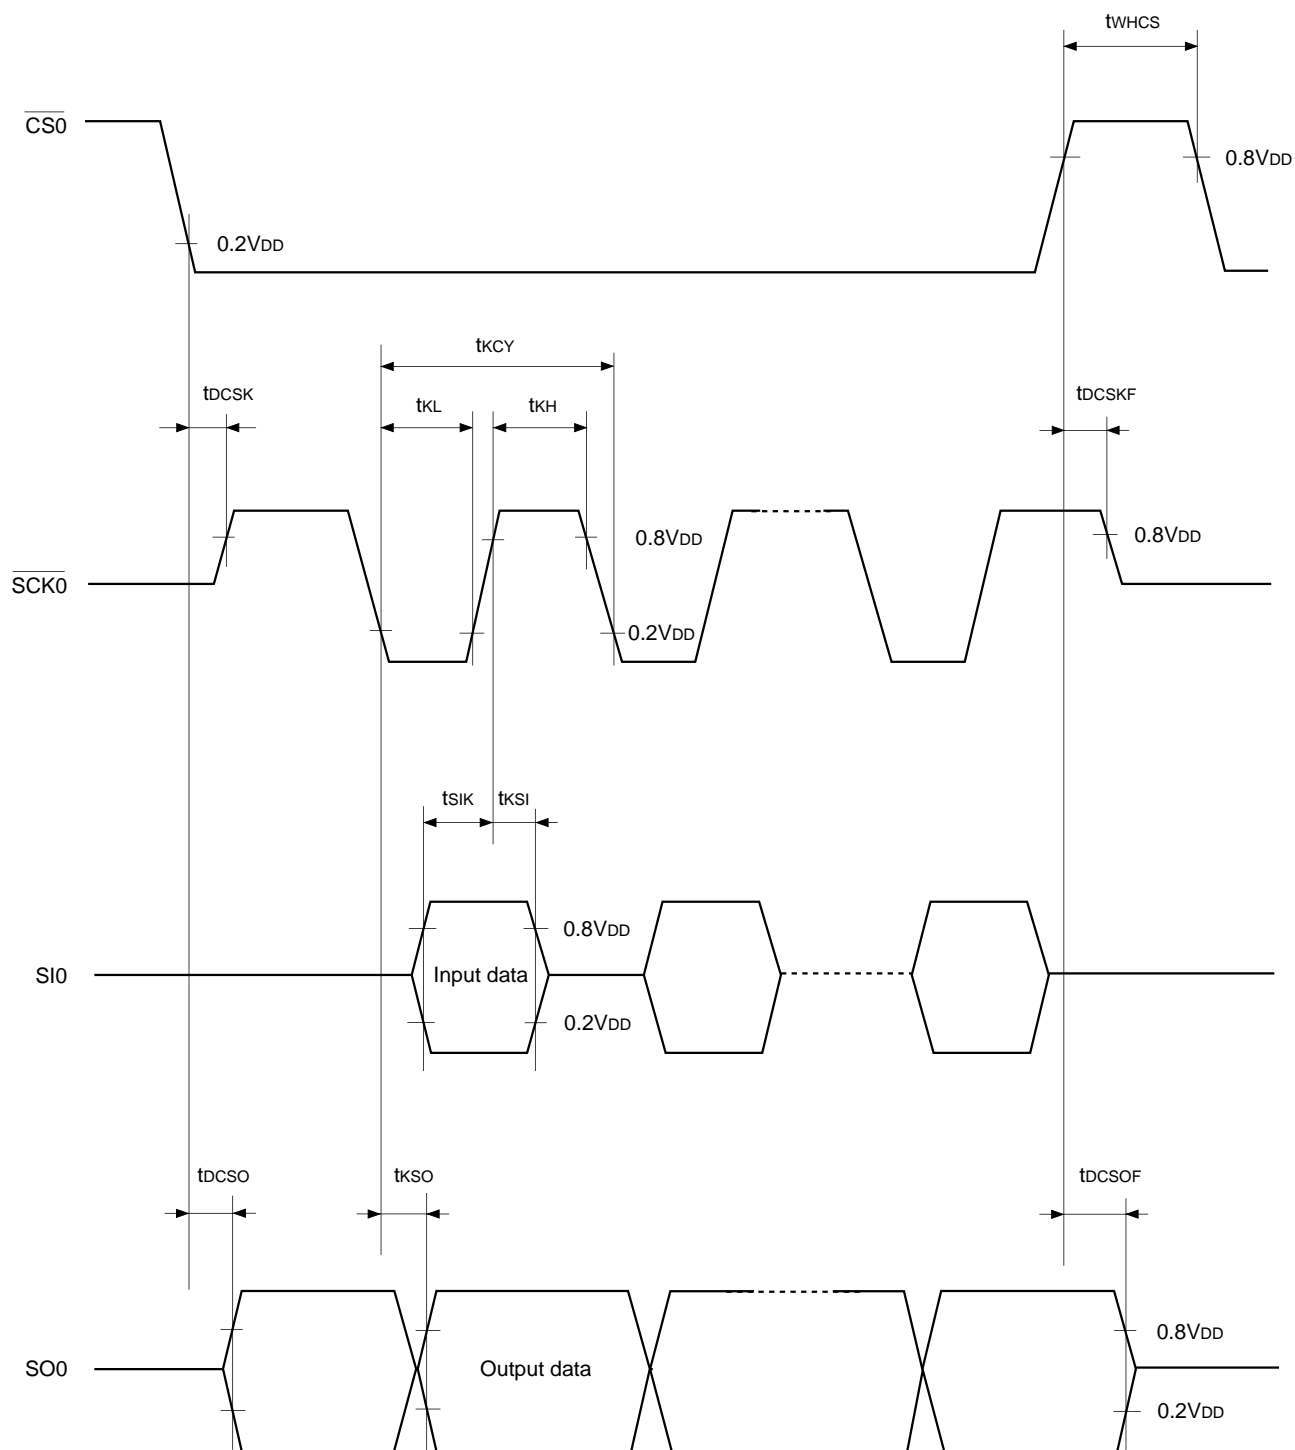 tWHCS
CS0
0.8VDD
0.2VDD
tKCY
tDCSK
tKL
tKH
tDCSKF
0.8VDD
0.8VDD
SCK0
0.2VDD
tSIK
tKSI
0.8VDD
SI0
Input data
0.2VDD
tDCSO
tKSO
tDCSOF
0.8VDD
SO0
Output data
0.2VDD